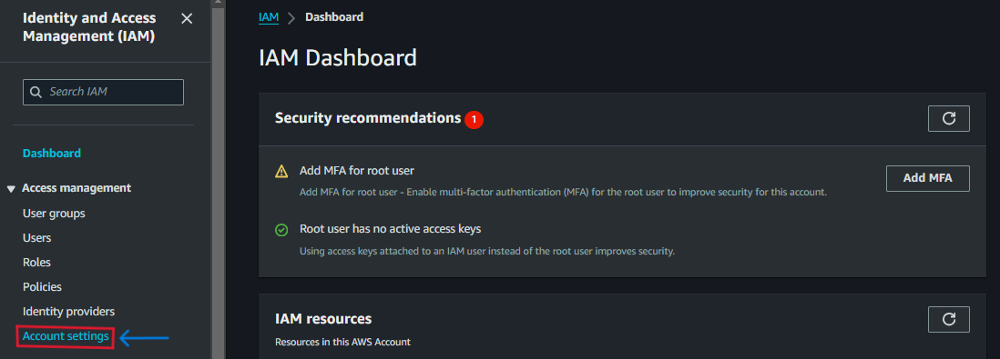 Identity and Access
Management (IAM)
Search IAM
Dashboard
Access management
User groups
Users
Roles
Policies
Identity providers
Account settings
IAM
Dashboard
IAM Dashboard
Security recommendations 1
Add MFA for root user
Add MFA for root user - Enable multi-factor authentication (MFA) for the root user to improve security for this account.
Add MFA
Root user has no active access keys
Using access keys attached to an IAM user instead of the root user improves security.
IAM resources
Resources in this AWS Account